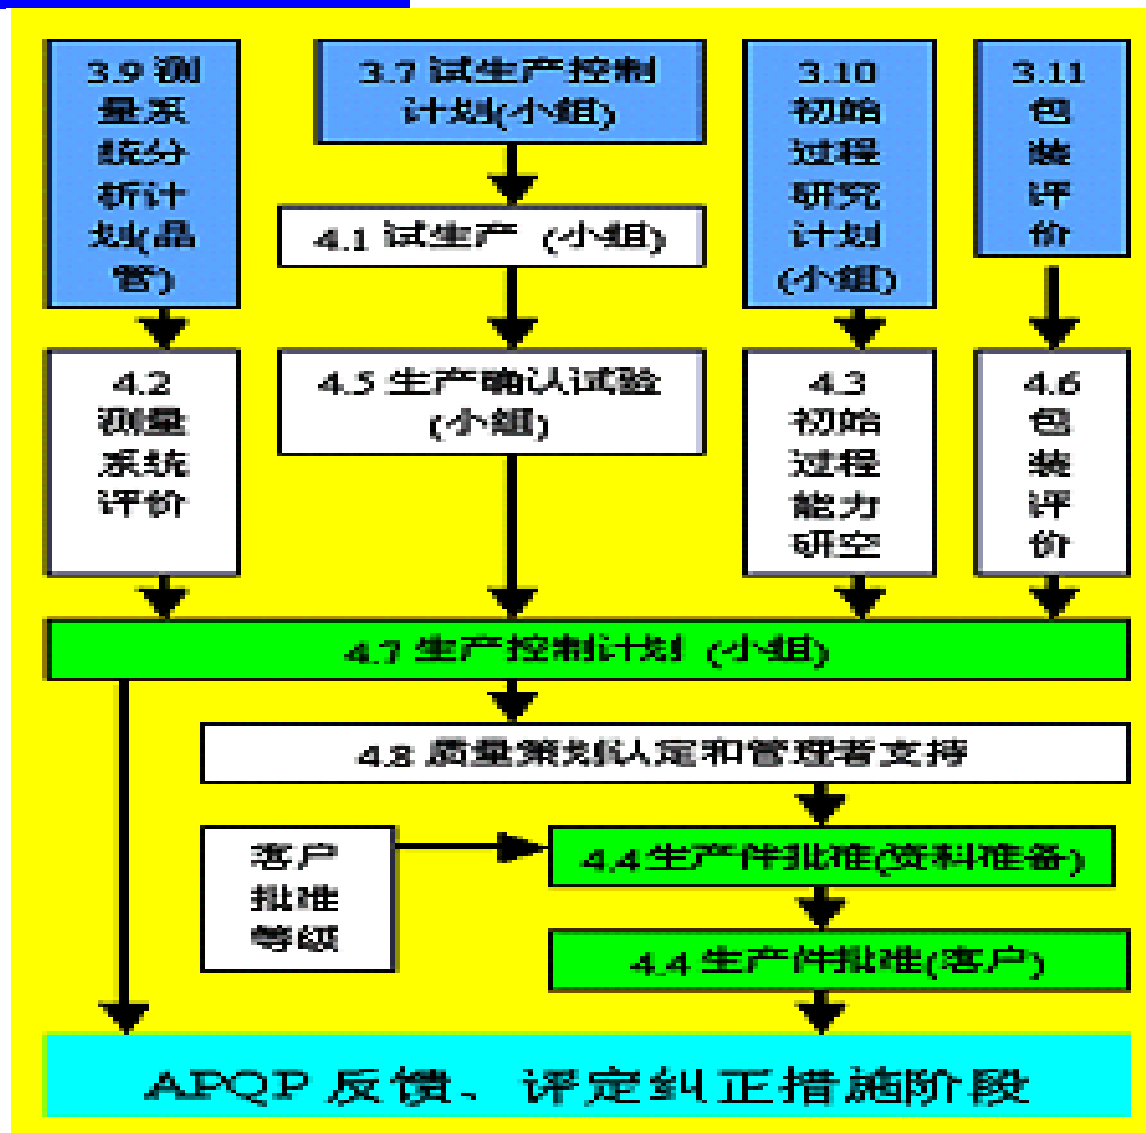 3.9 测
量系
统分
析计
划(品
管)
3.7 试生产控制
计划(小组)
3.10
初始
过程
研究
计划
(小组)
3.11
包
装
评
价
4.1 试生产 (小组)
4.2
测量
系统
评价
4.5 生产确认试验
(小组)
4.3
初始
过程
能力
研空
4.6
包
装
评
价
4.7 生产控制计划 (小组)
4.8 质量策划认定和管理者支持
客户
批准
等级
4.4 生产件批准(资料准备)
4.4 生产件批准(客户)
APQP 反馈、评定纠正措施阶段